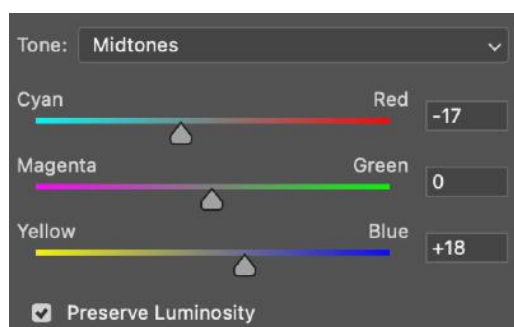 Tone: Midtones
Cyan Red -17
Magenta Green 0
Yellow Blue +18
Preserve Luminosity